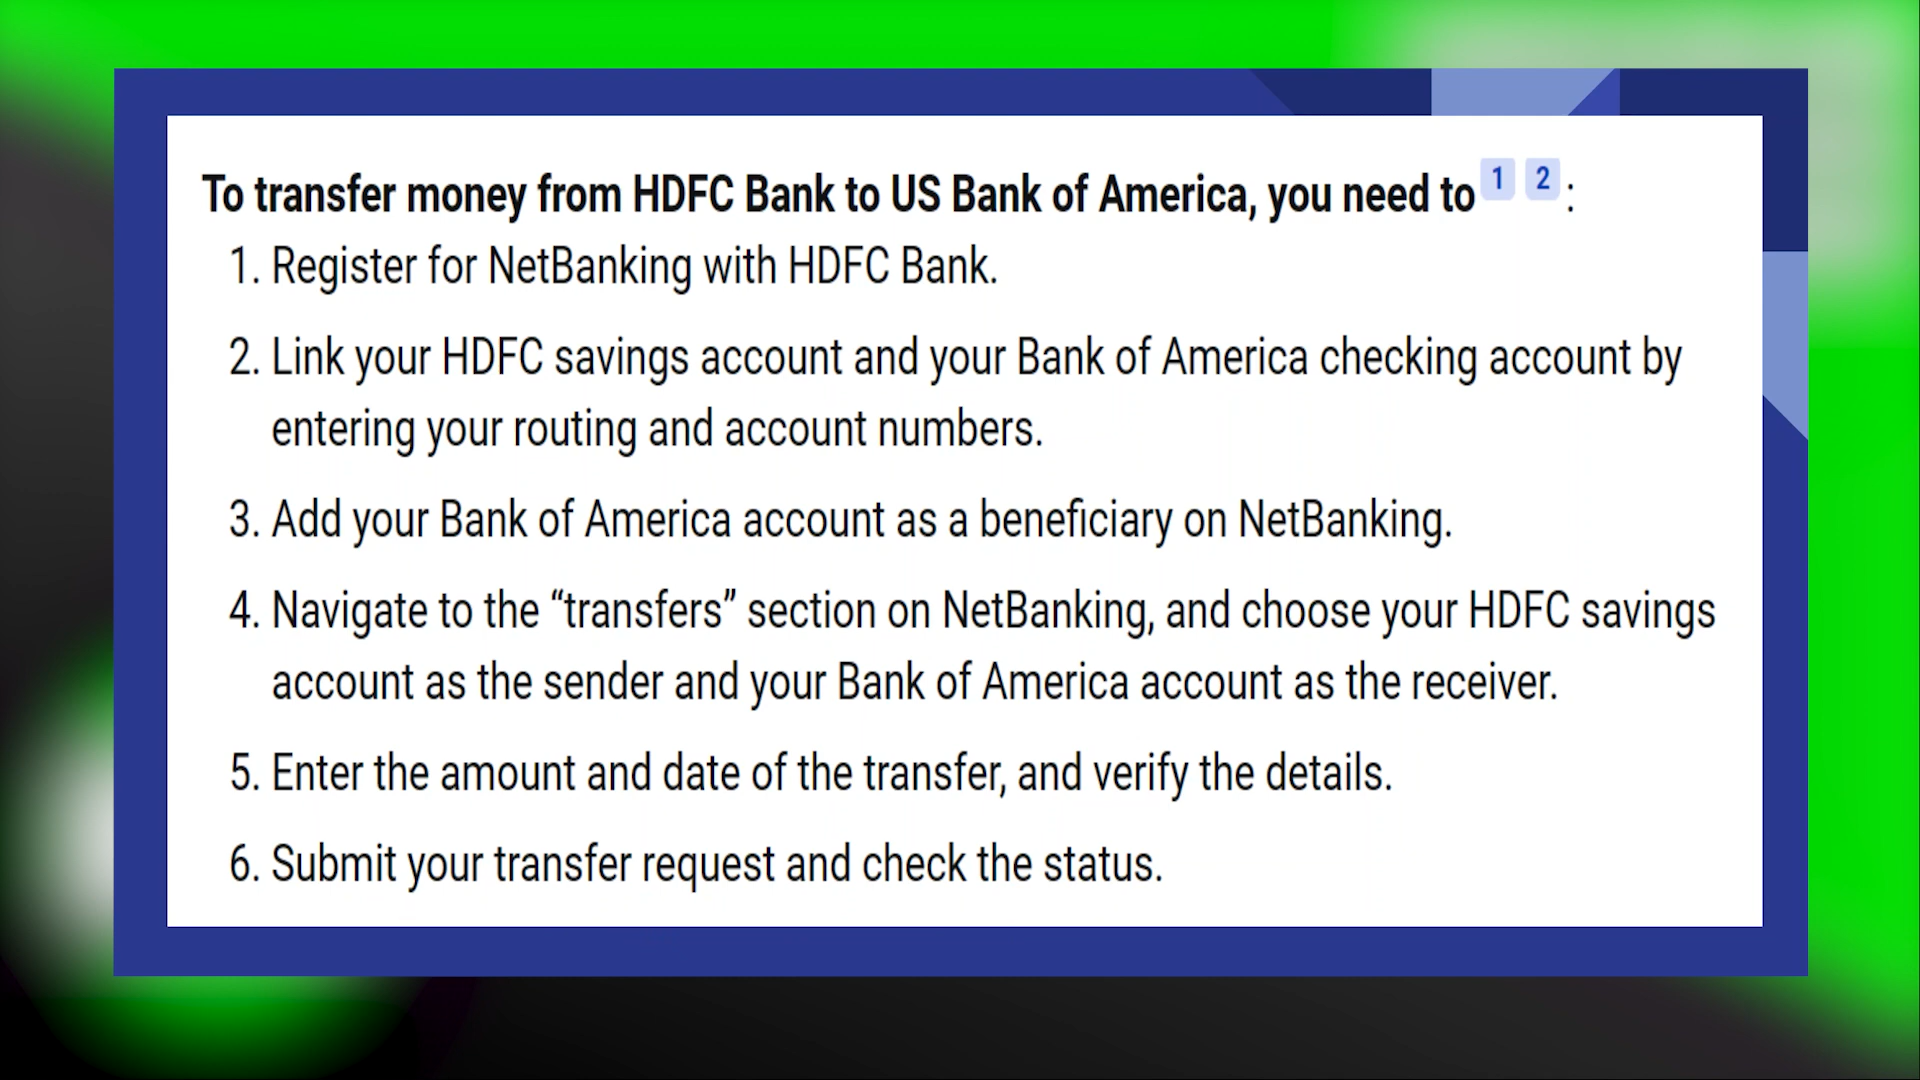 To transfer money from HDFC Bank to US Bank of America, you need to 1 2 :
1. Register for NetBanking with HDFC Bank.
2. Link your HDFC savings account and your Bank of America checking account by
entering your routing and account numbers.
3. Add your Bank of America account as a beneficiary on NetBanking.
4. Navigate to the “transfers” section on NetBanking, and choose your HDFC savings
account as the sender and your Bank of America account as the receiver.
5. Enter the amount and date of the transfer, and verify the details.
6. Submit your transfer request and check the status.